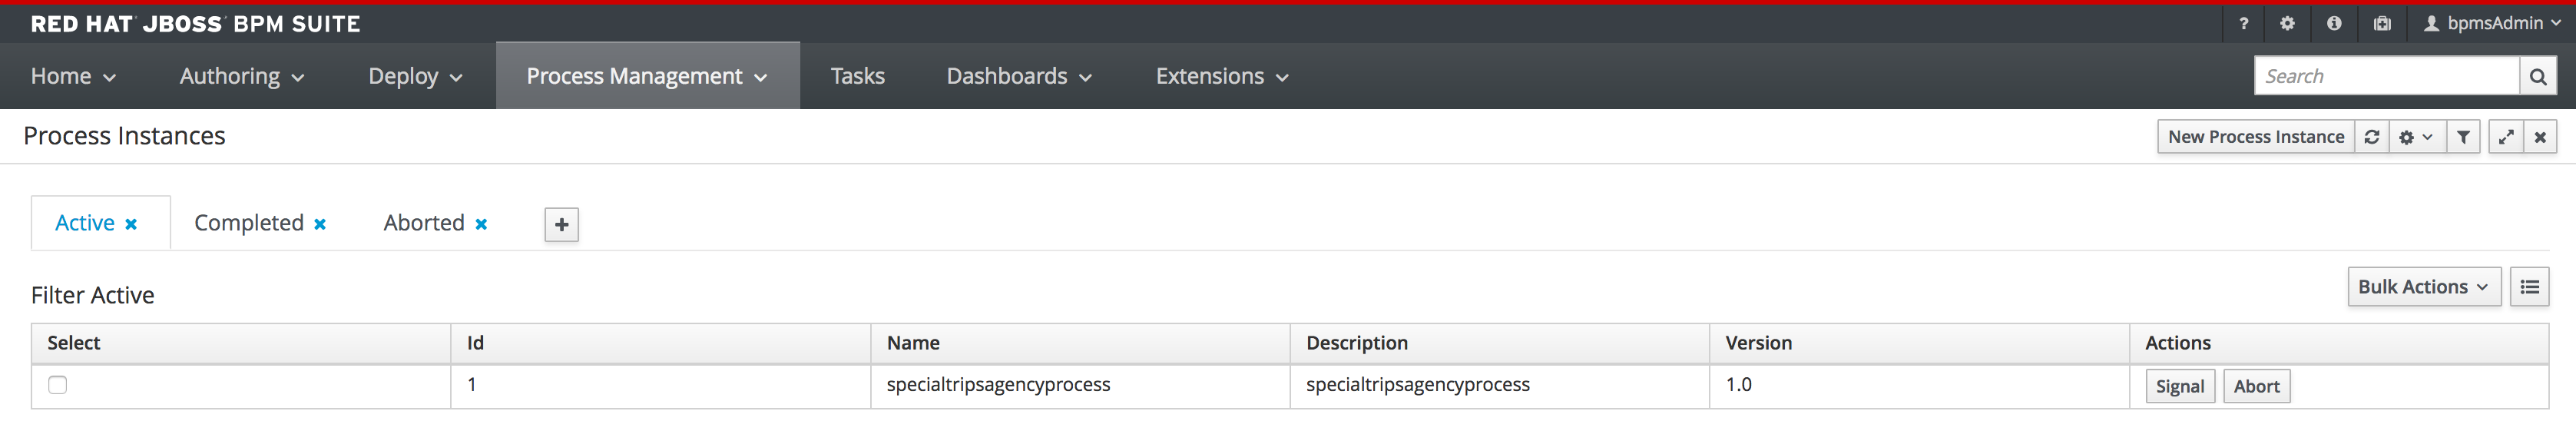 RED HAT JBOSS BPM SUITE ? bpmsAdmin
Home Authoring Deploy Process Management Tasks Dashboards Extensions Search
Process Instances New Process Instance
Active Completed Aborted
Filter Active Bulk Actions
Select Id Name Description Version Actions
1 specialtripsagencyprocess specialtripsagencyprocess 1.0 Signal Abort